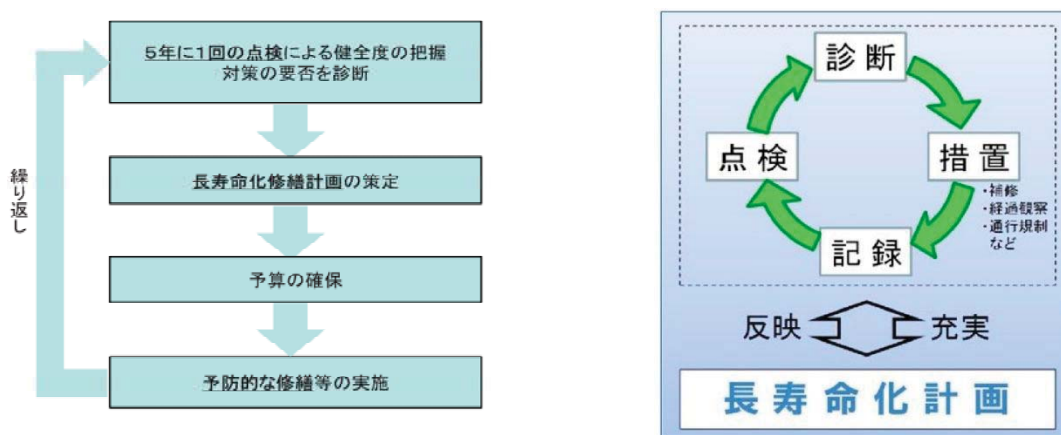 5年に1回の点検による健全度の把握
対策の要否を診断
長寿命化修繕計画の策定
予算の確保
予防的な修繕等の実施
繰り返し
診断
点検
措置
・補修
・経過観察
・通行規制
など
記録
反映
充実
長寿命化計画